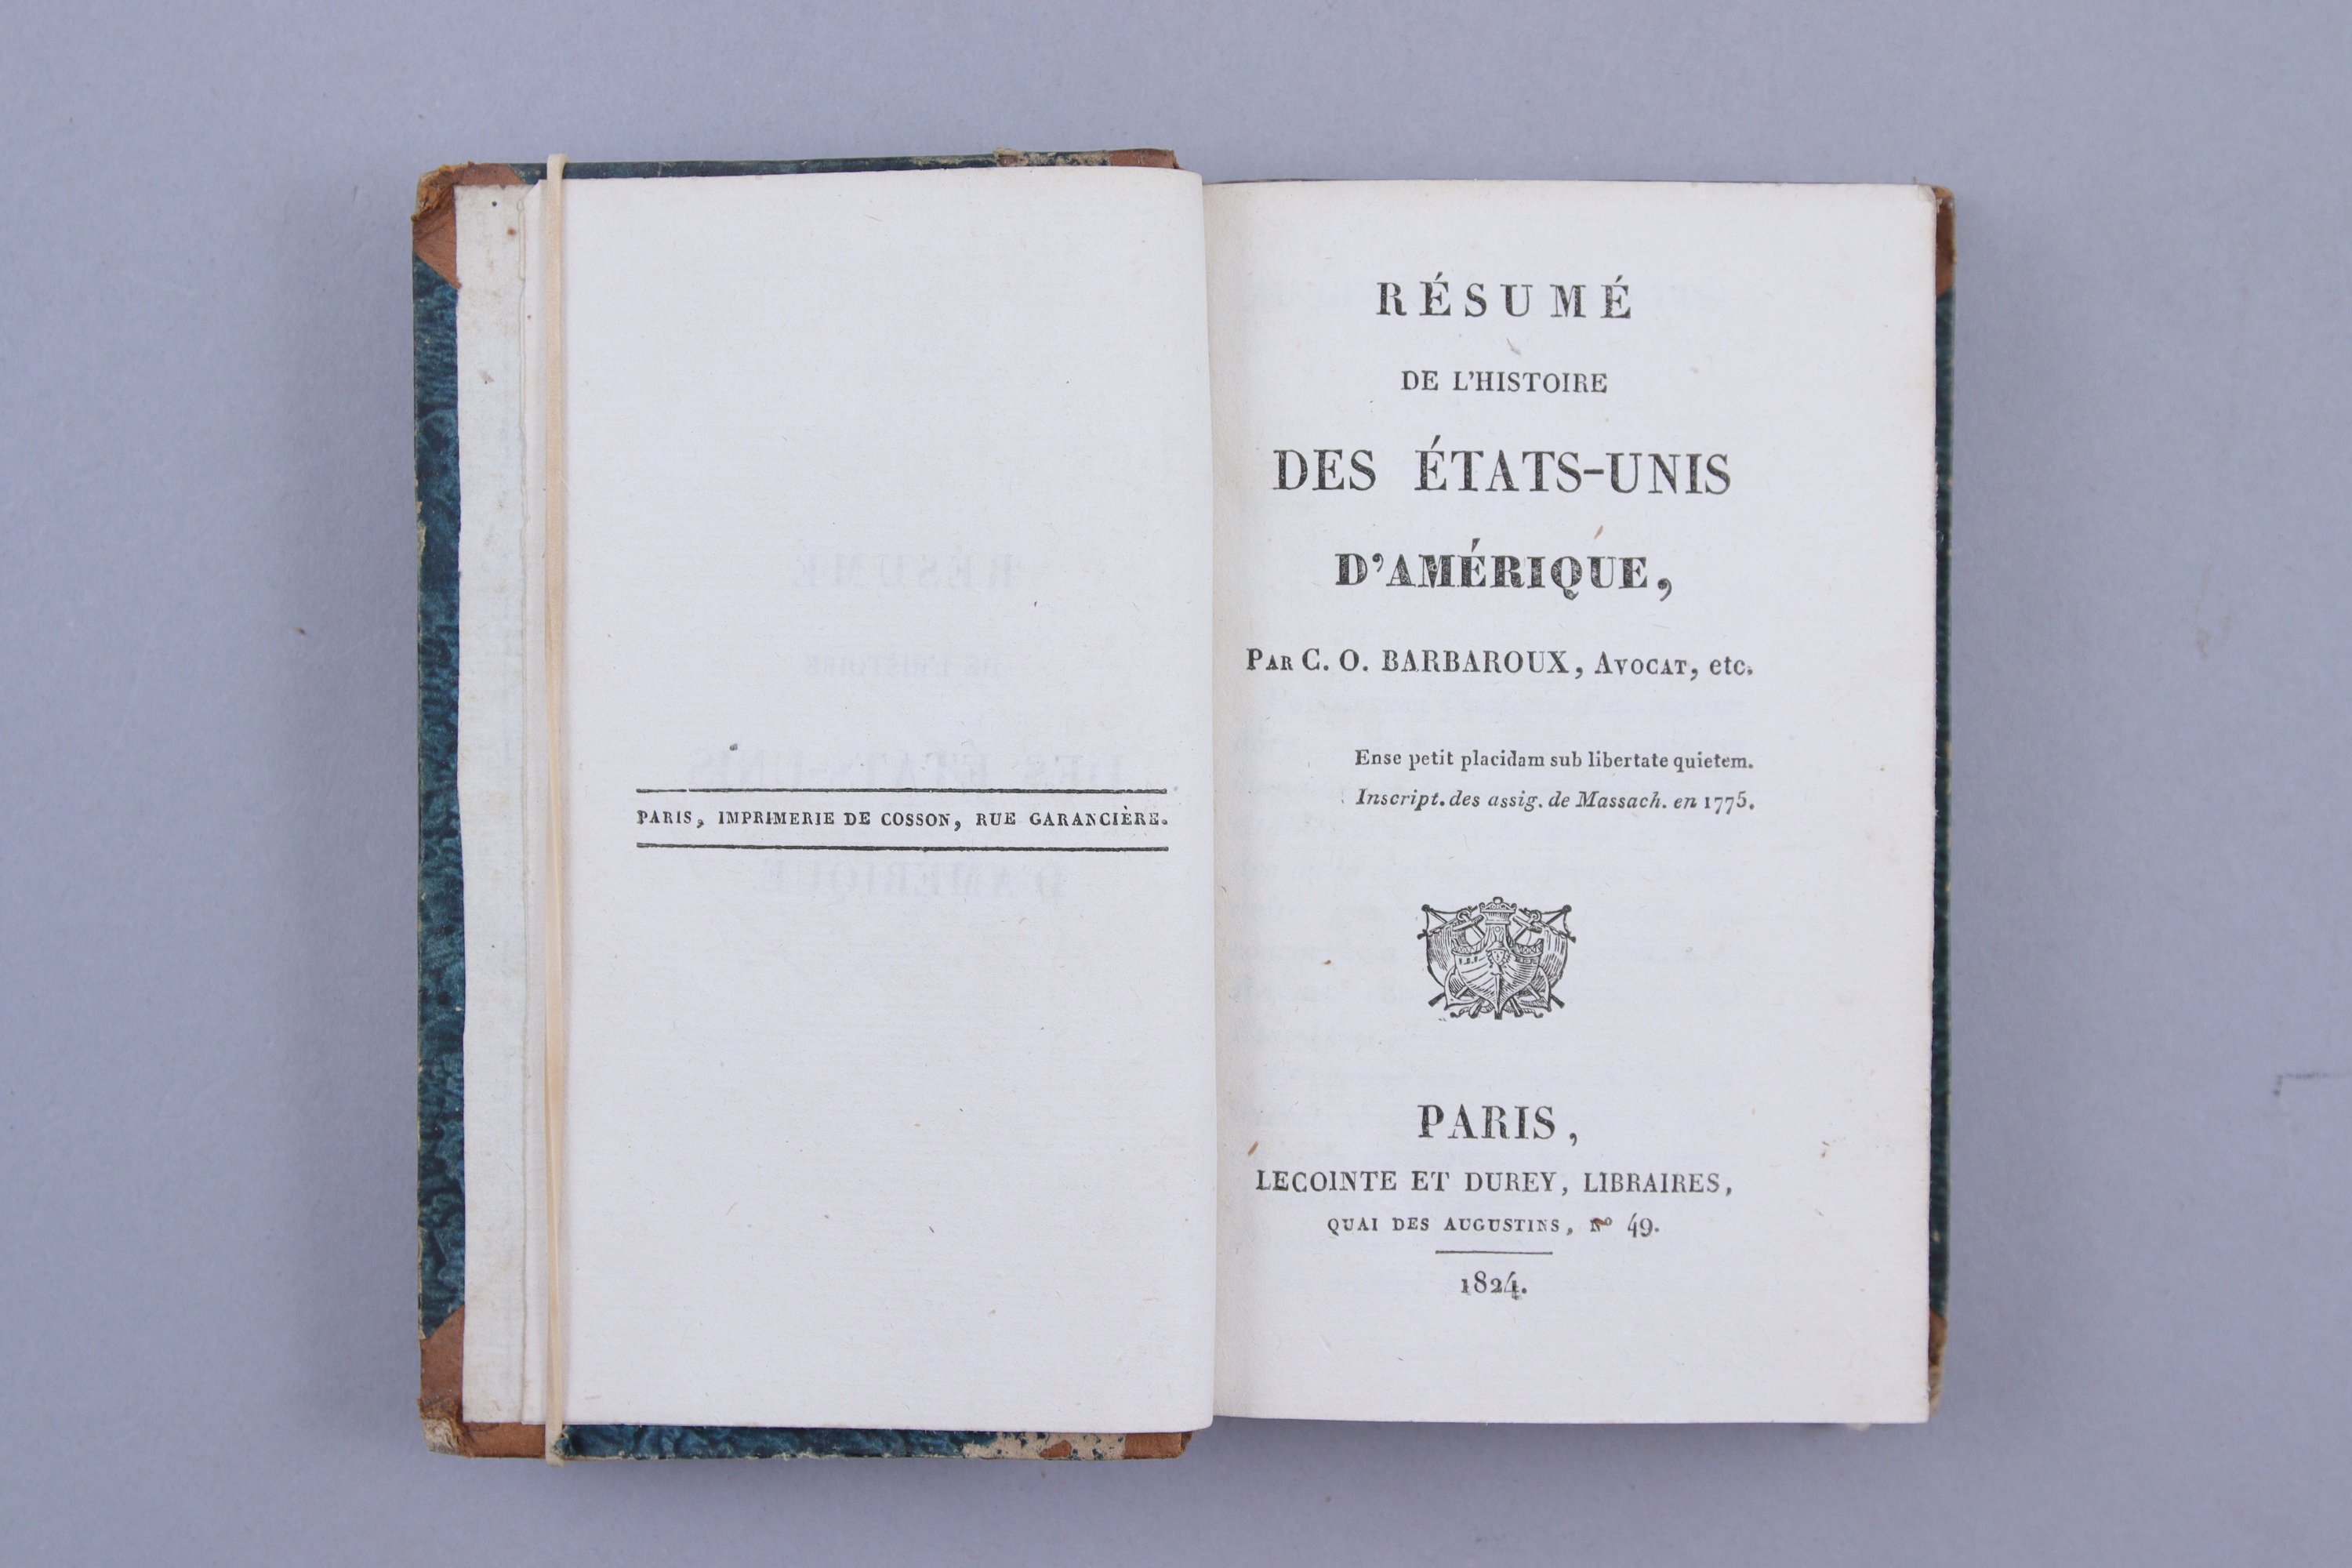 PARIS, IMPRIMERIE DE COSSON, RUE GARANCIÈRE.
RÉSUMÉ
DE L'HISTOIRE
DES ÉTATS-UNIS
D'AMÉRIQUE,
PAR C. O. BARBAROUX, AVOCAT, etc.
Ense petit placidam sub libertate quietem.
Inscript. des assig. de Massach. en 1775.
PARIS,
LECOINTE ET DUREY, LIBRAIRES,
QUAI DES AUGUSTINS, No 49.
1824.